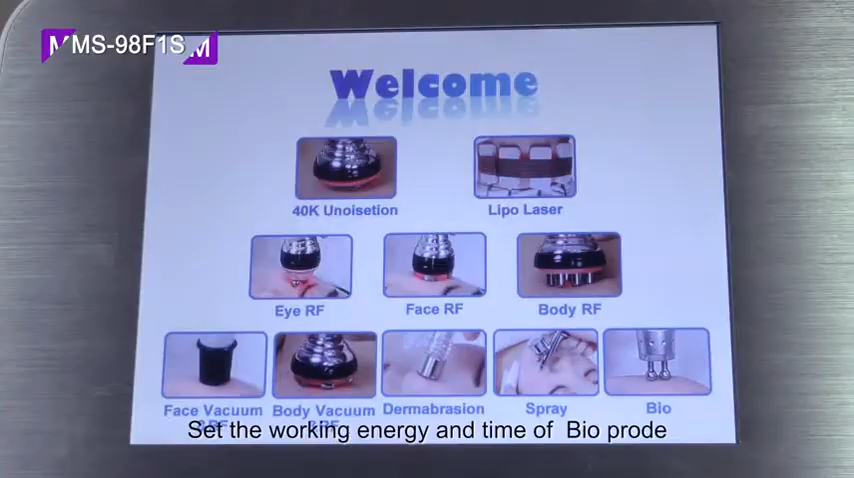 MS-98F1S
Welcome
40K Unoisetion
Lipo Laser
Eye RF
Face RF
Body RF
Face Vacuum
Body Vacuum
Dermabrasion
Spray
Bio
Set the working energy and time of Bio prode